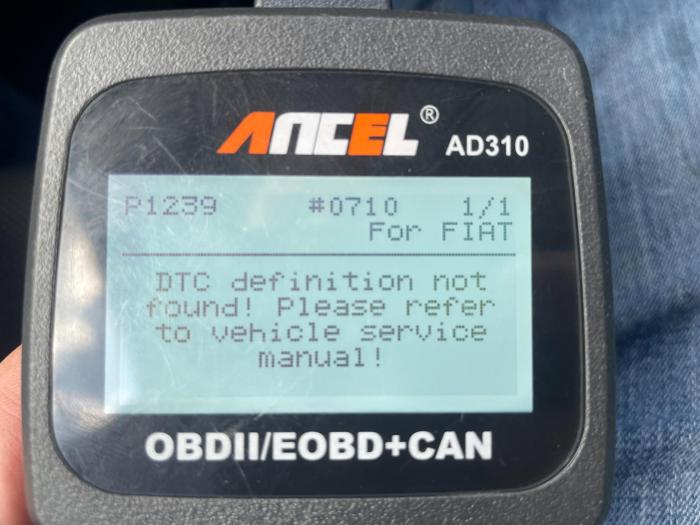 ANCEL® AD310
P1239 #0710 1/1
For FIAT
DTC definition not
found! Please refer
to vehicle service
manual!
OBDII/EOBD+CAN